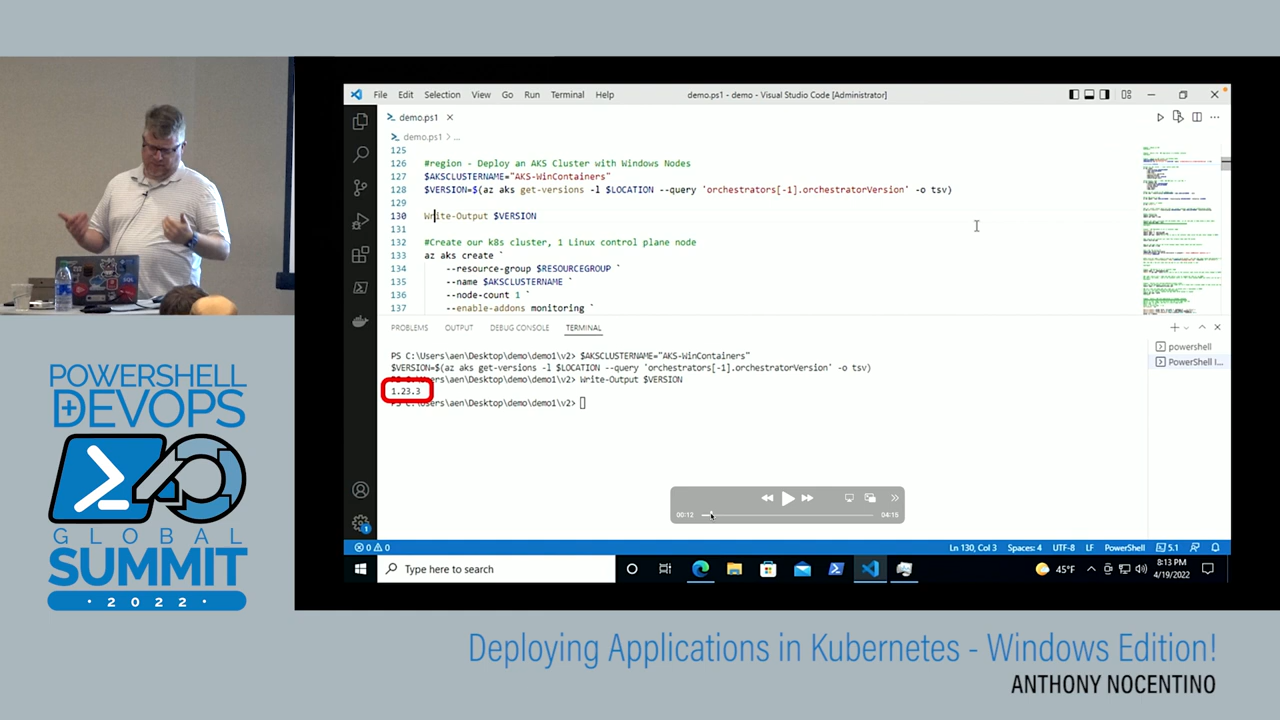 File Edit Selection View Go Run Terminal Help
demo.ps1 - demo - Visual Studio Code [Administrator]
demo.ps1
demo.ps1 > ...
125
126 #region - Deploy an AKS Cluster with Windows Nodes
127 $AKSCLUSTERNAME="AKS-WinContainers"
128 $VERSION=$(az aks get-versions -l $LOCATION --query 'orchestrators[-1].orchestratorVersion' -o tsv)
129
130 Write-Output $VERSION
131
132 #Create our k8s cluster, 1 Linux control plane node
133 az aks create `
134 --resource-group $RESOURCEGROUP `
135 --name $AKSCLUSTERNAME `
136 --node-count 1 `
137 --enable-addons monitoring `
PROBLEMS OUTPUT DEBUG CONSOLE TERMINAL
PS C:\Users\aen\Desktop\demo\demo1\v2> $AKSCLUSTERNAME="AKS-WinContainers"
$VERSION=$(az aks get-versions -l $LOCATION --query 'orchestrators[-1].orchestratorVersion' -o tsv)
PS C:\Users\aen\Desktop\demo\demo1\v2> Write-Output $VERSION
1.23.3
PS C:\Users\aen\Desktop\demo\demo1\v2>
powershell
PowerShell I...
00:12
04:15
0 0
Ln 130, Col 3 Spaces: 4 UTF-8 LF PowerShell 5.1
Type here to search
45°F
8:13 PM
4/19/2022
POWERSHELL
+DEVOPS
GLOBAL
SUMMIT
· 2022 ·
Deploying Applications in Kubernetes - Windows Edition!
ANTHONY NOCENTINO